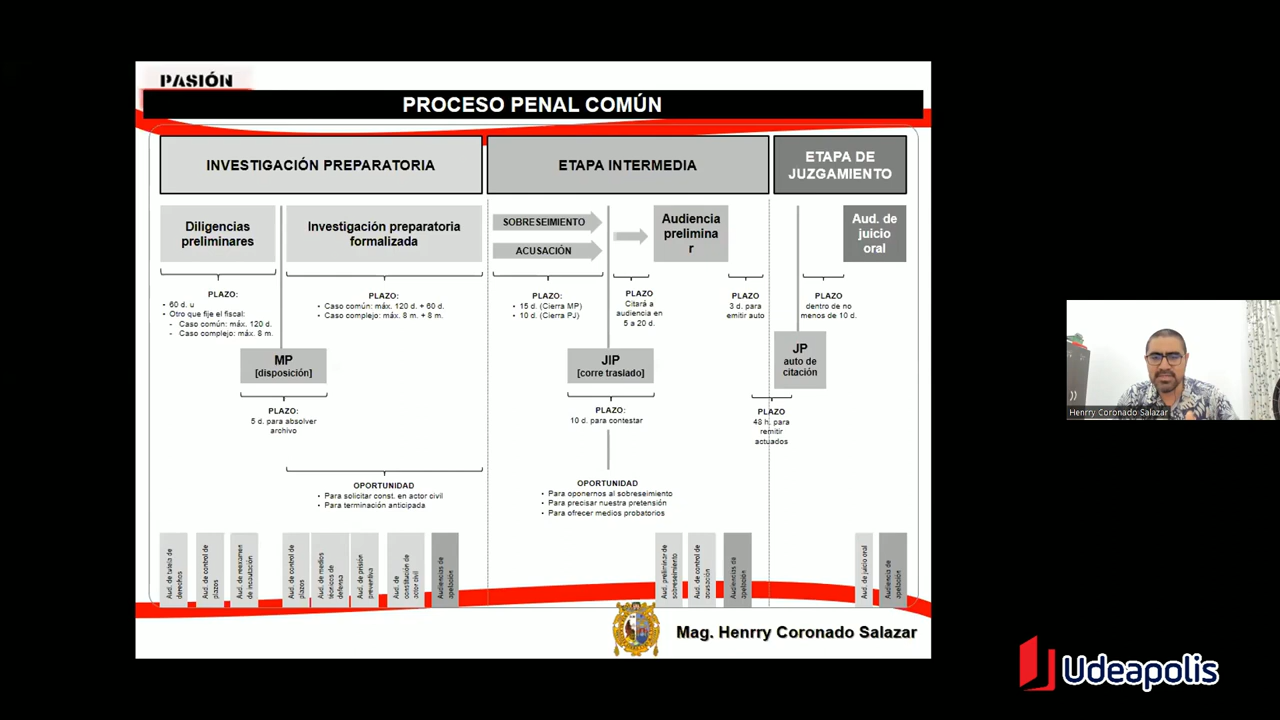 PASIÓN
PROCESO PENAL COMÚN
INVESTIGACIÓN PREPARATORIA
ETAPA INTERMEDIA
ETAPA DE
JUZGAMIENTO
Diligencias
preliminares
Investigación preparatoria
formalizada
SOBRESEIMIENTO
ACUSACIÓN
Audiencia
prelimina
r
Aud. de
juicio
oral
PLAZO:
• 60 d. u
• Otro que fije el fiscal:
- Caso común: máx. 120 d.
- Caso complejo: máx. 8 m.
PLAZO:
• Caso común: máx. 120 d. + 60 d.
• Caso complejo: máx. 8 m. + 8 m.
PLAZO:
• 15 d. (Cierra MP)
• 10 d. (Cierra PJ)
PLAZO
Citará a
audiencia en
5 a 20 d.
PLAZO
3 d. para
emitir auto
PLAZO
dentro de no
menos de 10 d.
MP
[disposición]
JIP
[corre traslado]
JP
auto de
citación
PLAZO:
5 d. para absolver
archivo
PLAZO:
10 d. para contestar
PLAZO
48 h. para
remitir
actuados
OPORTUNIDAD
• Para solicitar const. en actor civil
• Para terminación anticipada
OPORTUNIDAD
• Para oponernos al sobreseimiento
• Para precisar nuestra pretensión
• Para ofrecer medios probatorios
Aud. de tutela de
derechos
Aud. de control de
plazos
Aud. de reexamen
de incautación
Aud. de control de
plazos
Aud. de medios
técnicos de
defensa
Aud. de prisión
preventiva
Aud. de
constitución de
actor civil
Audiencias de
apelación
Aud. preliminar de
sobreseimiento
Aud. de control de
acusación
Audiencias de
apelación
Aud. de juicio oral
Audiencia de
apelación
Mag. Henrry Coronado Salazar
Henrry Coronado Salazar
Udeapolis